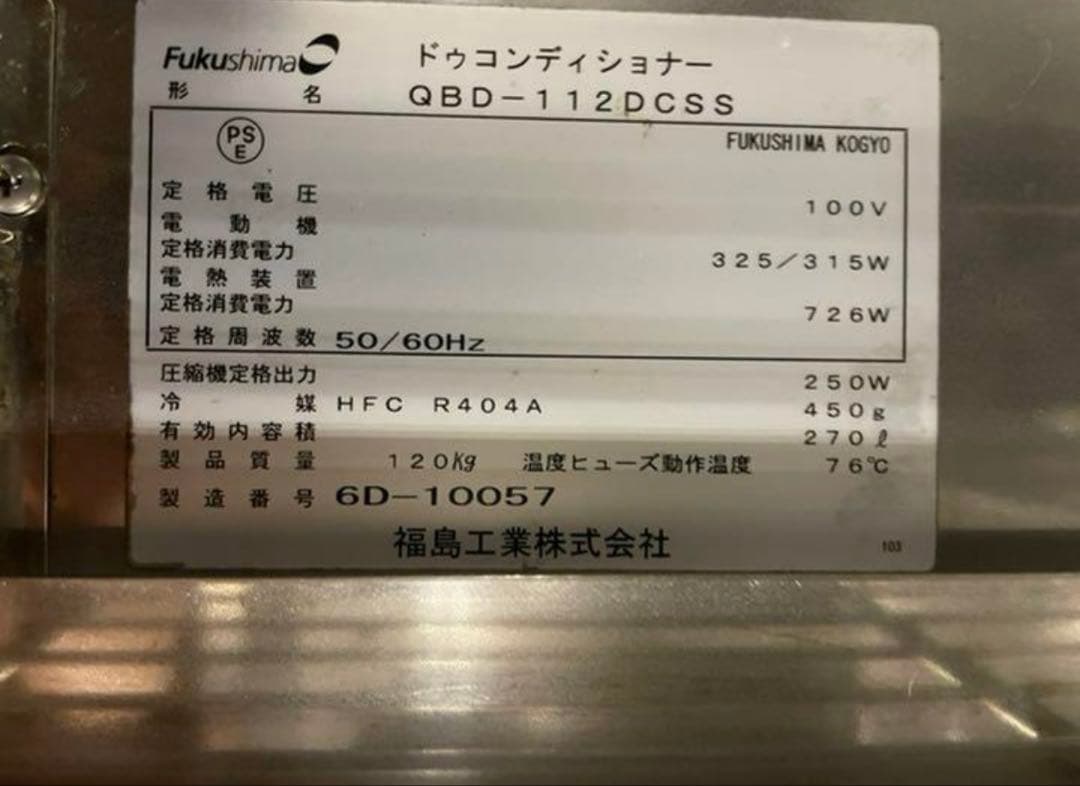 Fukushima ドゥコンディショナー
形名 QBD-112DCSS
PS E FUKUSHIMA KOGYO
定格電圧 100V
電動機
定格消費電力 325/315W
電熱装置
定格消費電力 726W
定格周波数 50/60Hz
圧縮機定格出力 250W
冷媒 HFC R404A 450g
有効内容積 270ℓ
製品質量 120kg 温度ヒューズ動作温度 76℃
製造番号 6D-10057
福島工業株式会社 103